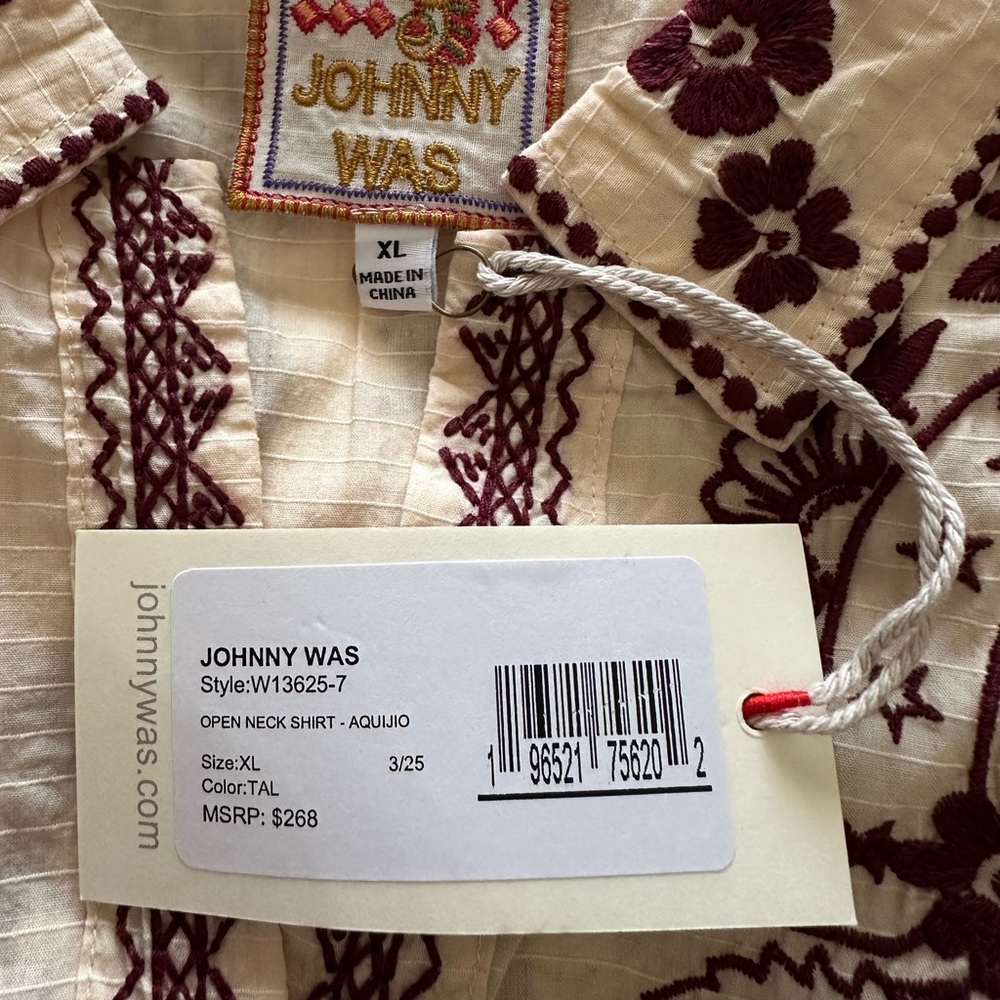 JOHNNY
WAS
XL
MADE IN
CHINA
johnnywas.com
JOHNNY WAS
Style:W13625-7
OPEN NECK SHIRT - AQUIJIO
Size:XL 3/25
Color:TAL
MSRP: $268
1 96521 75620 2